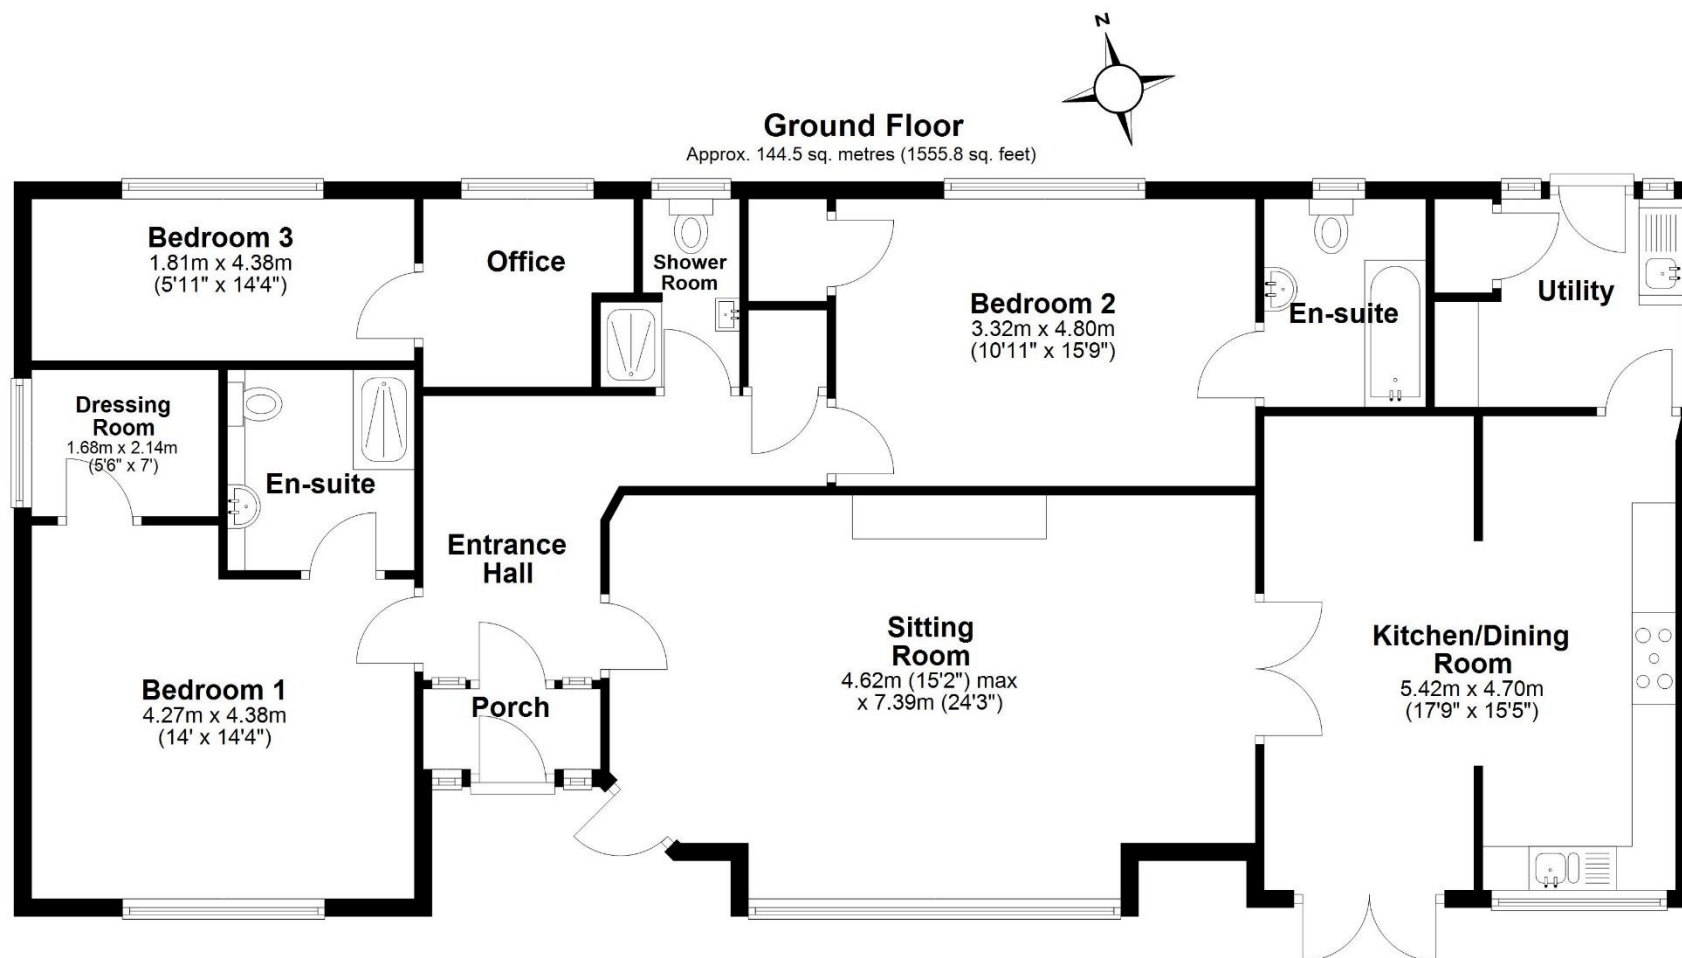 N
Ground Floor
Approx. 144.5 sq. metres (1555.8 sq. feet)
Bedroom 3
1.81m x 4.38m
(5'11" x 14'4")
Office
Shower
Room
Bedroom 2
3.32m x 4.80m
(10'11" x 15'9")
En-suite
Utility
Dressing
Room
1.68m x 2.14m
(5'6" x 7')
En-suite
Entrance
Hall
Bedroom 1
4.27m x 4.38m
(14' x 14'4")
Porch
Sitting
Room
4.62m (15'2") max
x 7.39m (24'3")
Kitchen/Dining
Room
5.42m x 4.70m
(17'9" x 15'5")